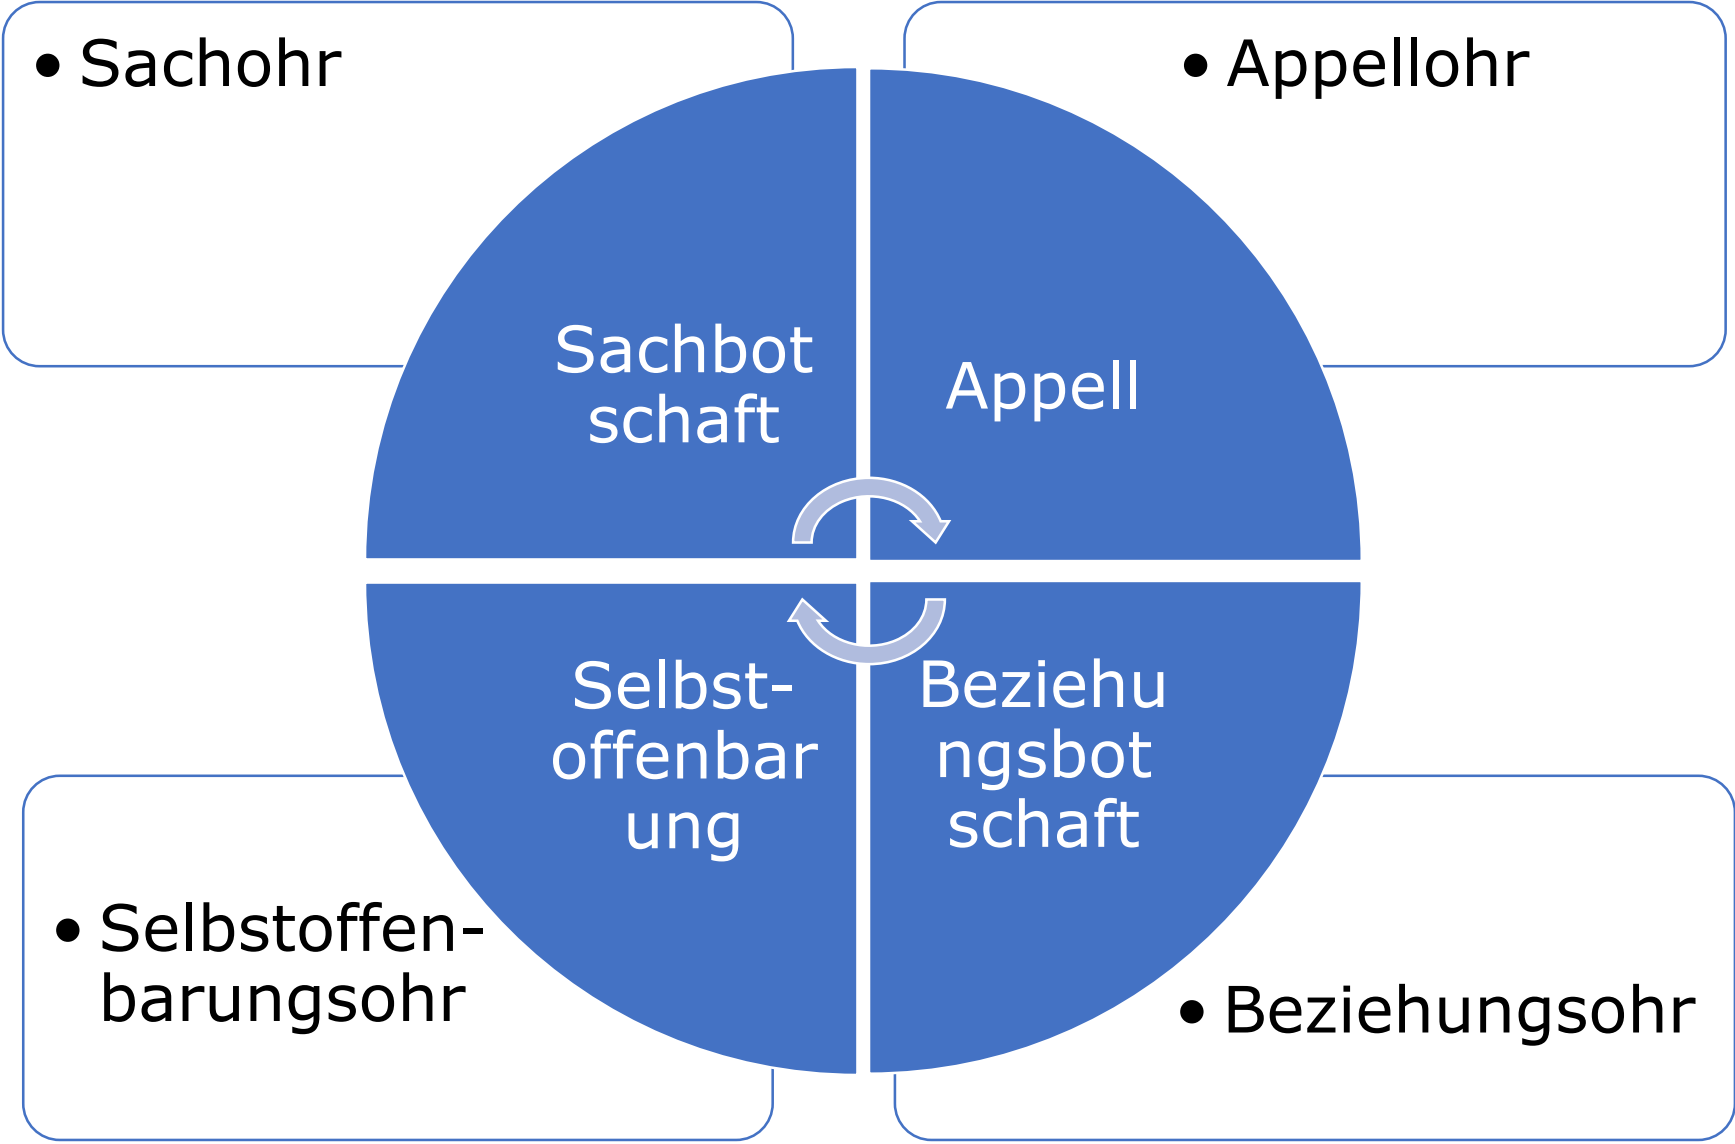 • Sachohr
• Appellohr
Sachbot
schaft
Appell
Selbst-
offenbar
ung
Beziehu
ngsbot
schaft
• Selbstoffen-
barungsohr
• Beziehungsohr